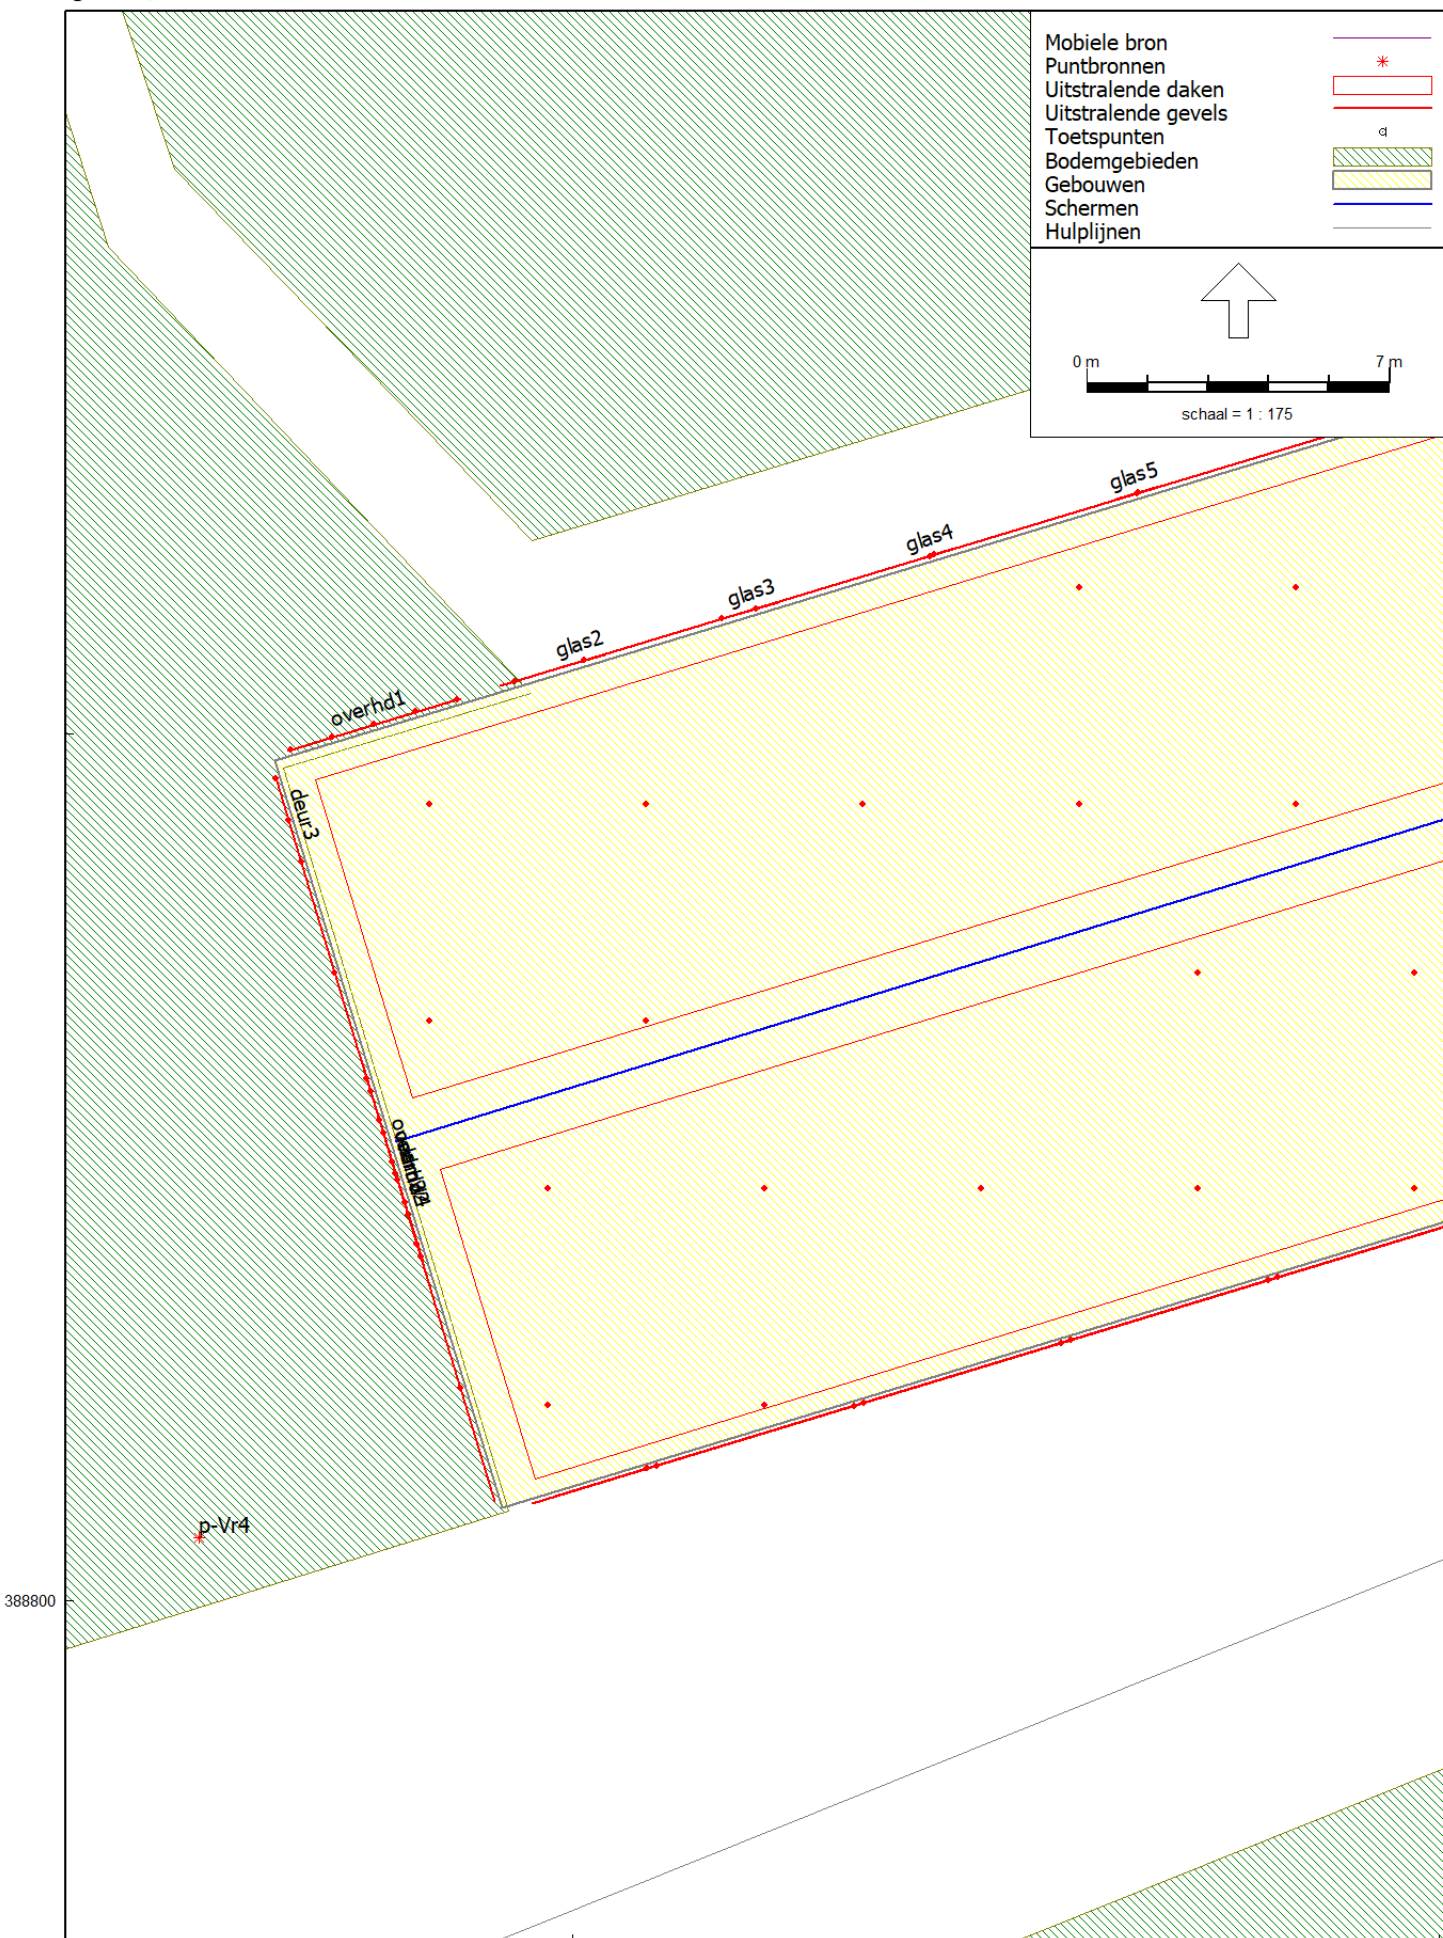 Mobiele bron
Puntbronnen
Uitstralende daken
Uitstralende gevels
Toetspunten
Bodemgebieden
Gebouwen
Schermen
Hulplijnen
0 m
7 m
schaal = 1 : 175
glas5
glas4
glas3
glas2
overhd1
deur3
p-Vr4
388800